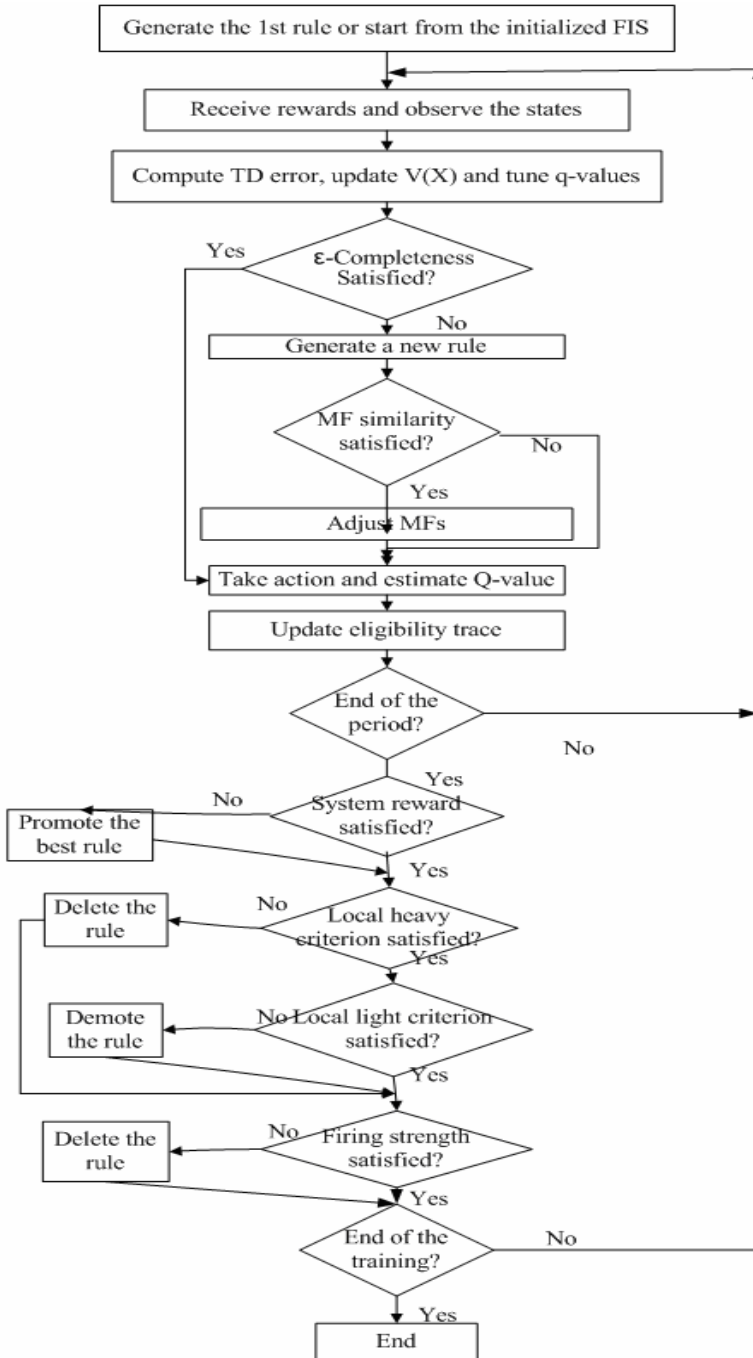 Generate the 1st rule or start from the initialized FIS
Receive rewards and observe the states
Compute TD error, update V(X) and tune q-values
Yes
ε-Completeness
Satisfied?
No
Generate a new rule
MF similarity
satisfied?
No
Yes
Adjust MFs
Take action and estimate Q-value
Update eligibility trace
End of the
period?
No
Yes
No
System reward
satisfied?
Promote the
best rule
Yes
Delete the
rule
No
Local heavy
criterion satisfied?
Yes
Demote
the rule
No
Local light criterion
satisfied?
Yes
Delete the
rule
No
Firing strength
satisfied?
Yes
End of the
training?
No
Yes
End